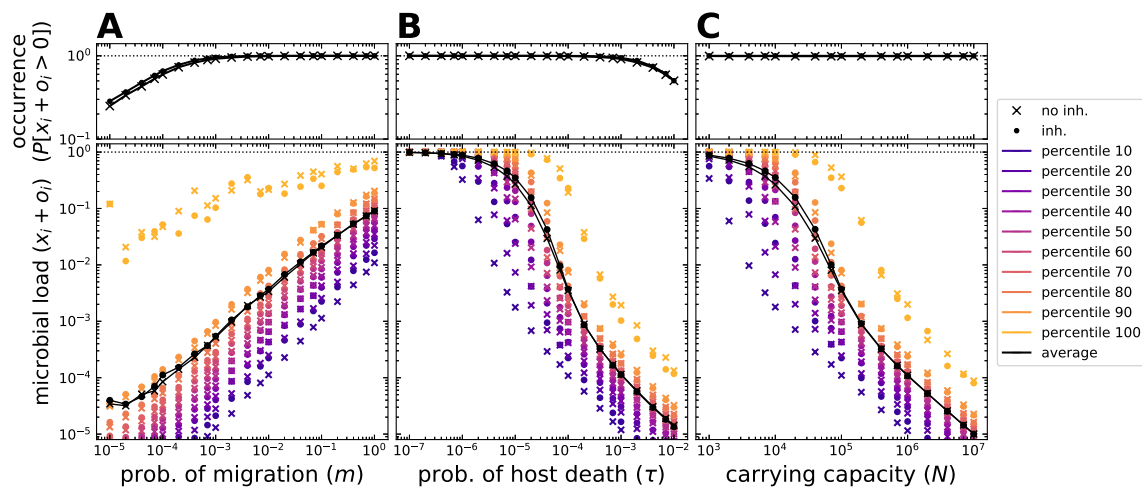 A B C
occurrence
(P[x_i + o_i > 0])
10^0
10^−1
microbial load (x_i + o_i)
10^0
10^−1
10^−2
10^−3
10^−4
10^−5
10^−5 10^−4 10^−3 10^−2 10^−1 10^0
prob. of migration (m)
10^−7 10^−6 10^−5 10^−4 10^−3 10^−2
prob. of host death (τ)
10^3 10^4 10^5 10^6 10^7
carrying capacity (N)
no inh.
inh.
percentile 10
percentile 20
percentile 30
percentile 40
percentile 50
percentile 60
percentile 70
percentile 80
percentile 90
percentile 100
average